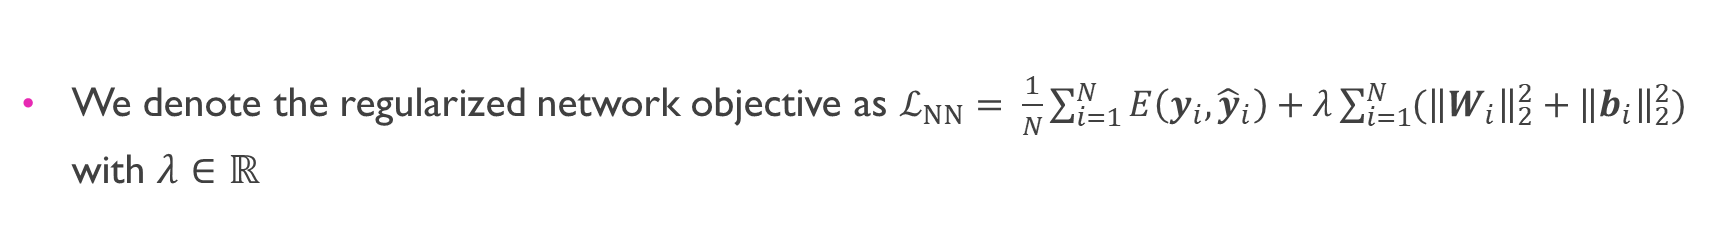 • We denote the regularized network objective as ℒ_NN = 1/N ∑_{i=1}^{N} E(𝒚_i, ŷ_i) + λ ∑_{i=1}^{N} (‖𝑾_i‖_2^2 + ‖𝒃_i‖_2^2)
with λ ∈ ℝ